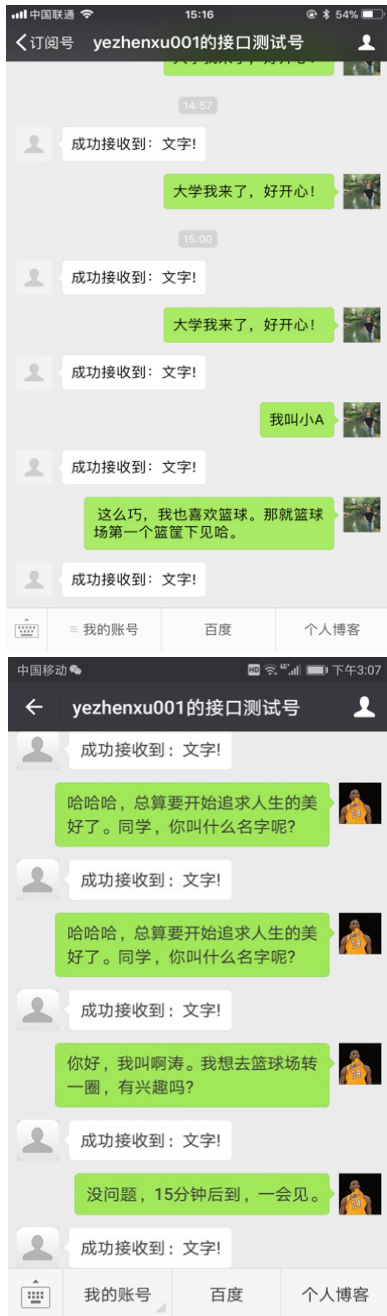 中国联通 15:16 54%
订阅号 yezhenxu001的接口测试号
14:57
成功接收到：文字!
大学我来了，好开心！
15:00
成功接收到：文字!
大学我来了，好开心！
成功接收到：文字!
我叫小A
成功接收到：文字!
这么巧，我也喜欢篮球。那就篮球
场第一个篮筐下见哈。
成功接收到：文字!
我的账号 百度 个人博客
中国移动 HD 46 下午3:07
yezhenxu001的接口测试号
成功接收到：文字!
哈哈哈，总算要开始追求人生的美
好了。同学，你叫什么名字呢？
成功接收到：文字!
哈哈哈，总算要开始追求人生的美
好了。同学，你叫什么名字呢？
成功接收到：文字!
你好，我叫啊涛。我想去篮球场转
一圈，有兴趣吗？
成功接收到：文字!
没问题，15分钟后到，一会见。
成功接收到：文字!
我的账号 百度 个人博客